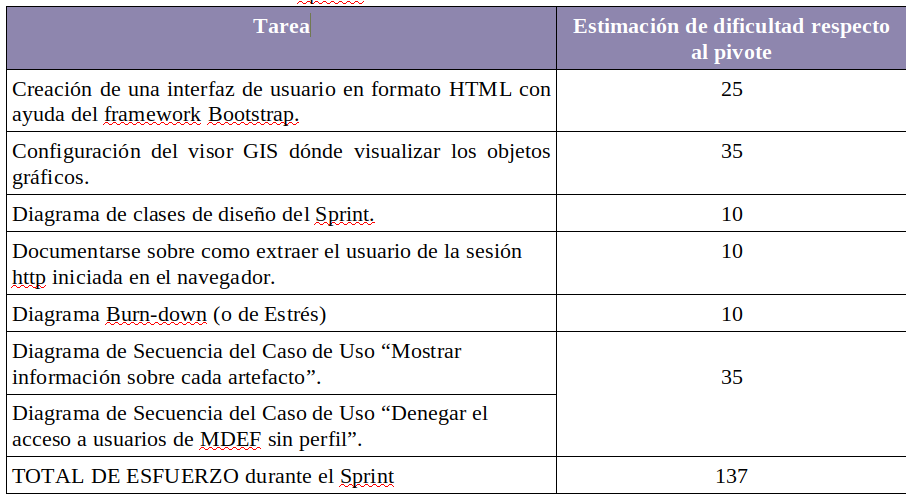 Tarea
Estimación de dificultad respecto
al pivote
Creación de una interfaz de usuario en formato HTML con
ayuda del framework Bootstrap.
25
Configuración del visor GIS dónde visualizar los objetos
gráficos.
35
Diagrama de clases de diseño del Sprint.
10
Documentarse sobre como extraer el usuario de la sesión
http iniciada en el navegador.
10
Diagrama Burn-down (o de Estrés)
10
Diagrama de Secuencia del Caso de Uso “Mostrar
información sobre cada artefacto”.
35
Diagrama de Secuencia del Caso de Uso “Denegar el
acceso a usuarios de MDEF sin perfil”.
TOTAL DE ESFUERZO durante el Sprint
137